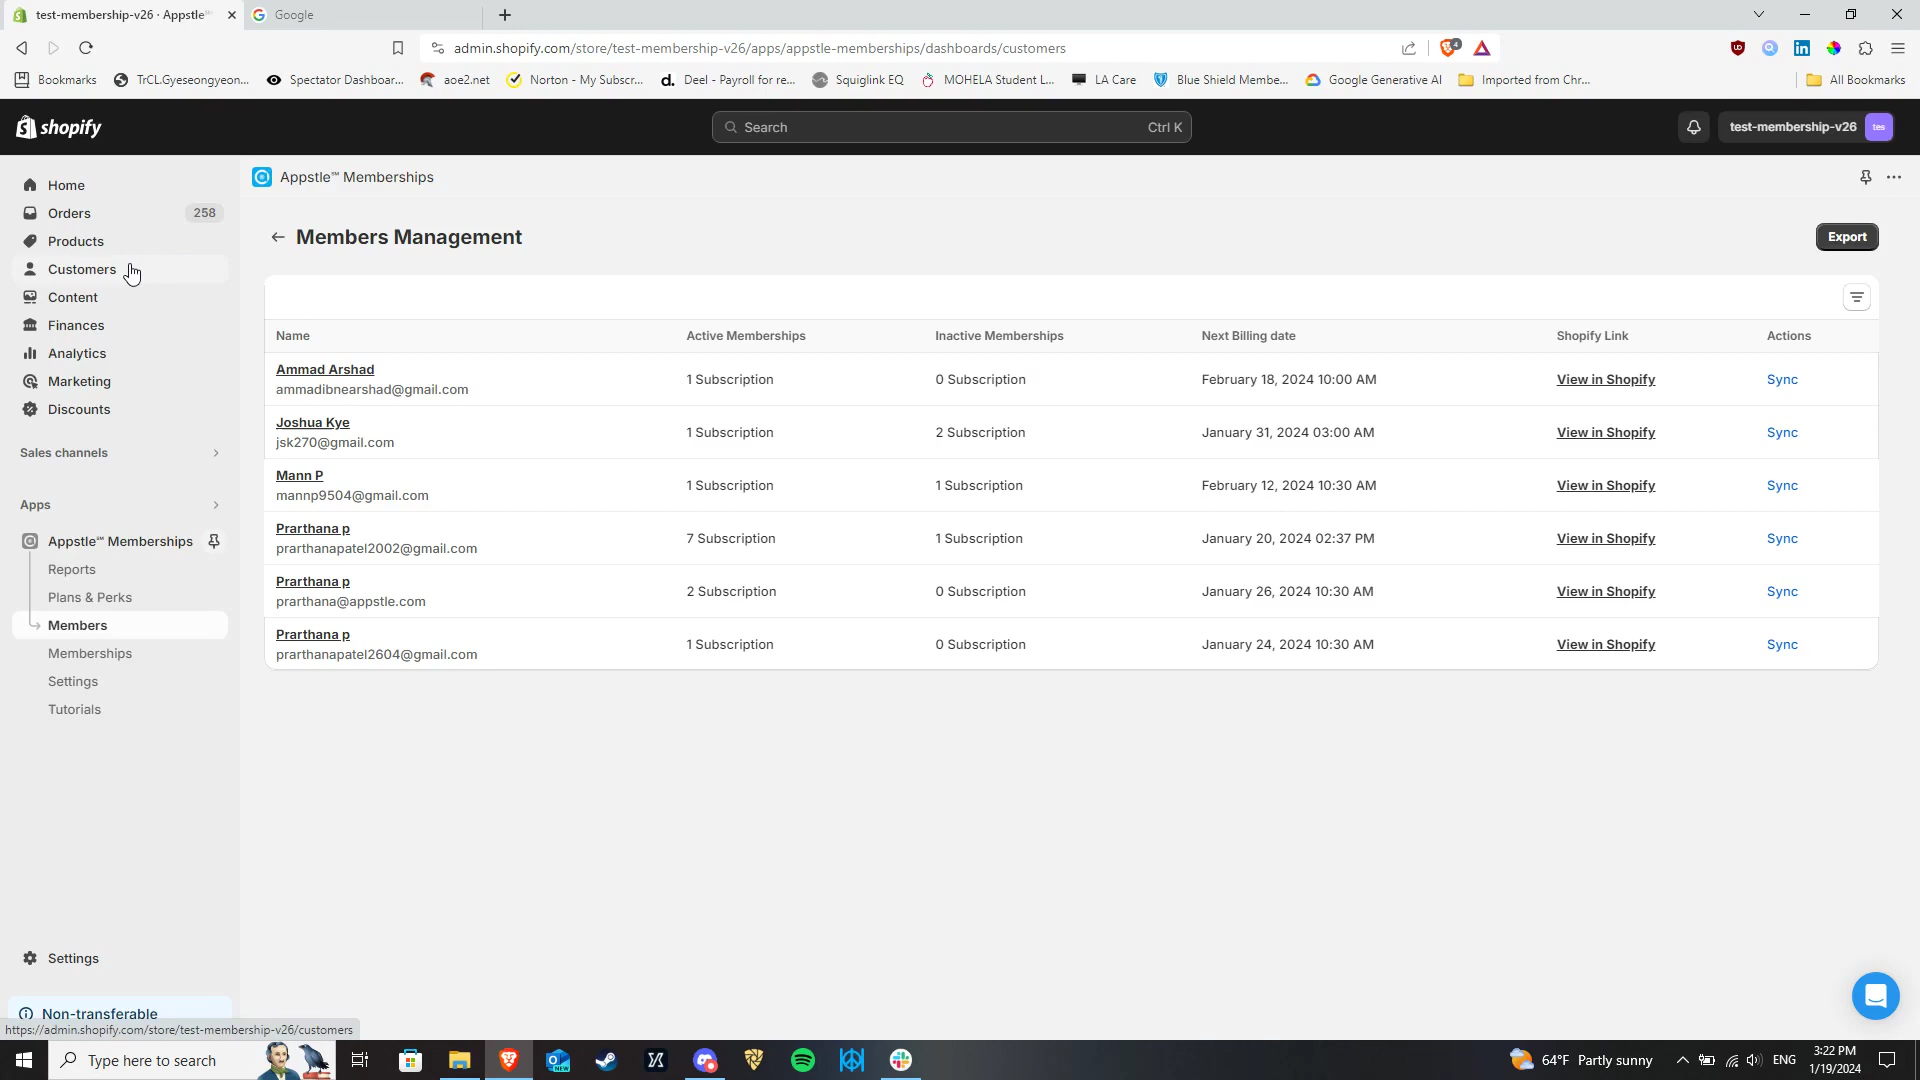 test-membership-v26 · Appstle℠
Google
admin.shopify.com/store/test-membership-v26/apps/appstle-memberships/dashboards/customers
Bookmarks
TrCL.Gyeseongyeon...
Spectator Dashboar...
aoe2.net
Norton - My Subscr...
Deel - Payroll for re...
Squiglink EQ
MOHELA Student L...
LA Care
Blue Shield Membe...
Google Generative AI
Imported from Chr...
All Bookmarks
shopify
Search
Ctrl K
test-membership-v26
tes
Home
Orders
258
Products
Customers
Content
Finances
Analytics
Marketing
Discounts
Sales channels
Apps
Appstle℠ Memberships
Reports
Plans & Perks
Members
Memberships
Settings
Tutorials
Settings
Non-transferable
https://admin.shopify.com/store/test-membership-v26/customers
Appstle℠ Memberships
Members Management
Export
Name Active Memberships Inactive Memberships Next Billing date Shopify Link Actions
Ammad Arshad
ammadibnearshad@gmail.com
1 Subscription 0 Subscription February 18, 2024 10:00 AM View in Shopify Sync
Joshua Kye
jsk270@gmail.com
1 Subscription 2 Subscription January 31, 2024 03:00 AM View in Shopify Sync
Mann P
mannp9504@gmail.com
1 Subscription 1 Subscription February 12, 2024 10:30 AM View in Shopify Sync
Prarthana p
prarthanapatel2002@gmail.com
7 Subscription 1 Subscription January 20, 2024 02:37 PM View in Shopify Sync
Prarthana p
prarthana@appstle.com
2 Subscription 0 Subscription January 26, 2024 10:30 AM View in Shopify Sync
Prarthana p
prarthanapatel2604@gmail.com
1 Subscription 0 Subscription January 24, 2024 10:30 AM View in Shopify Sync
Type here to search
64°F Partly sunny
ENG
3:22 PM
1/19/2024